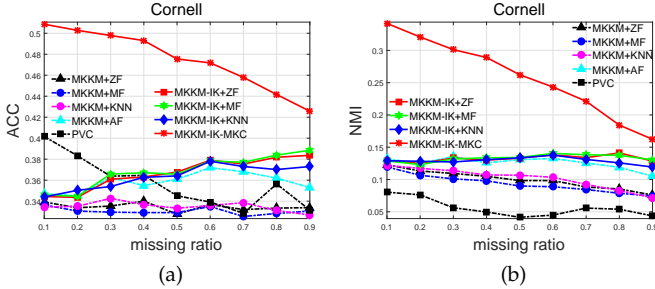 Cornell
ACC
0.5
0.48
0.46
0.44
0.42
0.4
0.38
0.36
0.34
MKKM+ZF
MKKM+MF
MKKM+KNN
MKKM+AF
PVC
MKKM-IK+ZF
MKKM-IK+MF
MKKM-IK+KNN
MKKM-IK-MKC
0.1 0.2 0.3 0.4 0.5 0.6 0.7 0.8 0.9
missing ratio
(a)
Cornell
NMI
0.3
0.25
0.2
0.15
0.1
0.05
MKKM+ZF
MKKM+MF
MKKM+KNN
MKKM+AF
PVC
MKKM-IK+ZF
MKKM-IK+MF
MKKM-IK+KNN
MKKM-IK-MKC
0.1 0.2 0.3 0.4 0.5 0.6 0.7 0.8 0.9
missing ratio
(b)